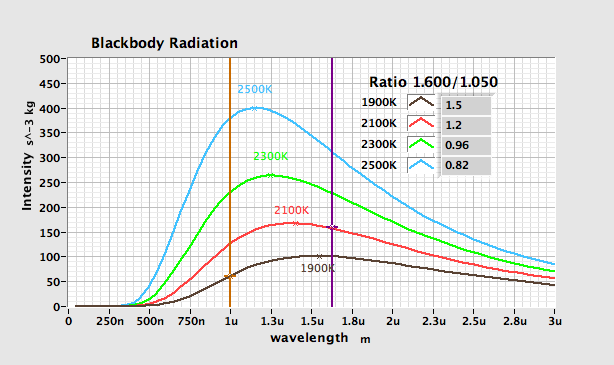 Blackbody Radiation
Ratio 1.600/1.050
1900K 1.5
2100K 1.2
2300K 0.96
2500K 0.82
2500K
2300K
2100K
1900K
Intensity s^-3 kg
500
450
400
350
300
250
200
150
100
50
0
0 250n 500n 750n 1u 1.3u 1.5u 1.8u 2u 2.3u 2.5u 2.8u 3u
wavelength m